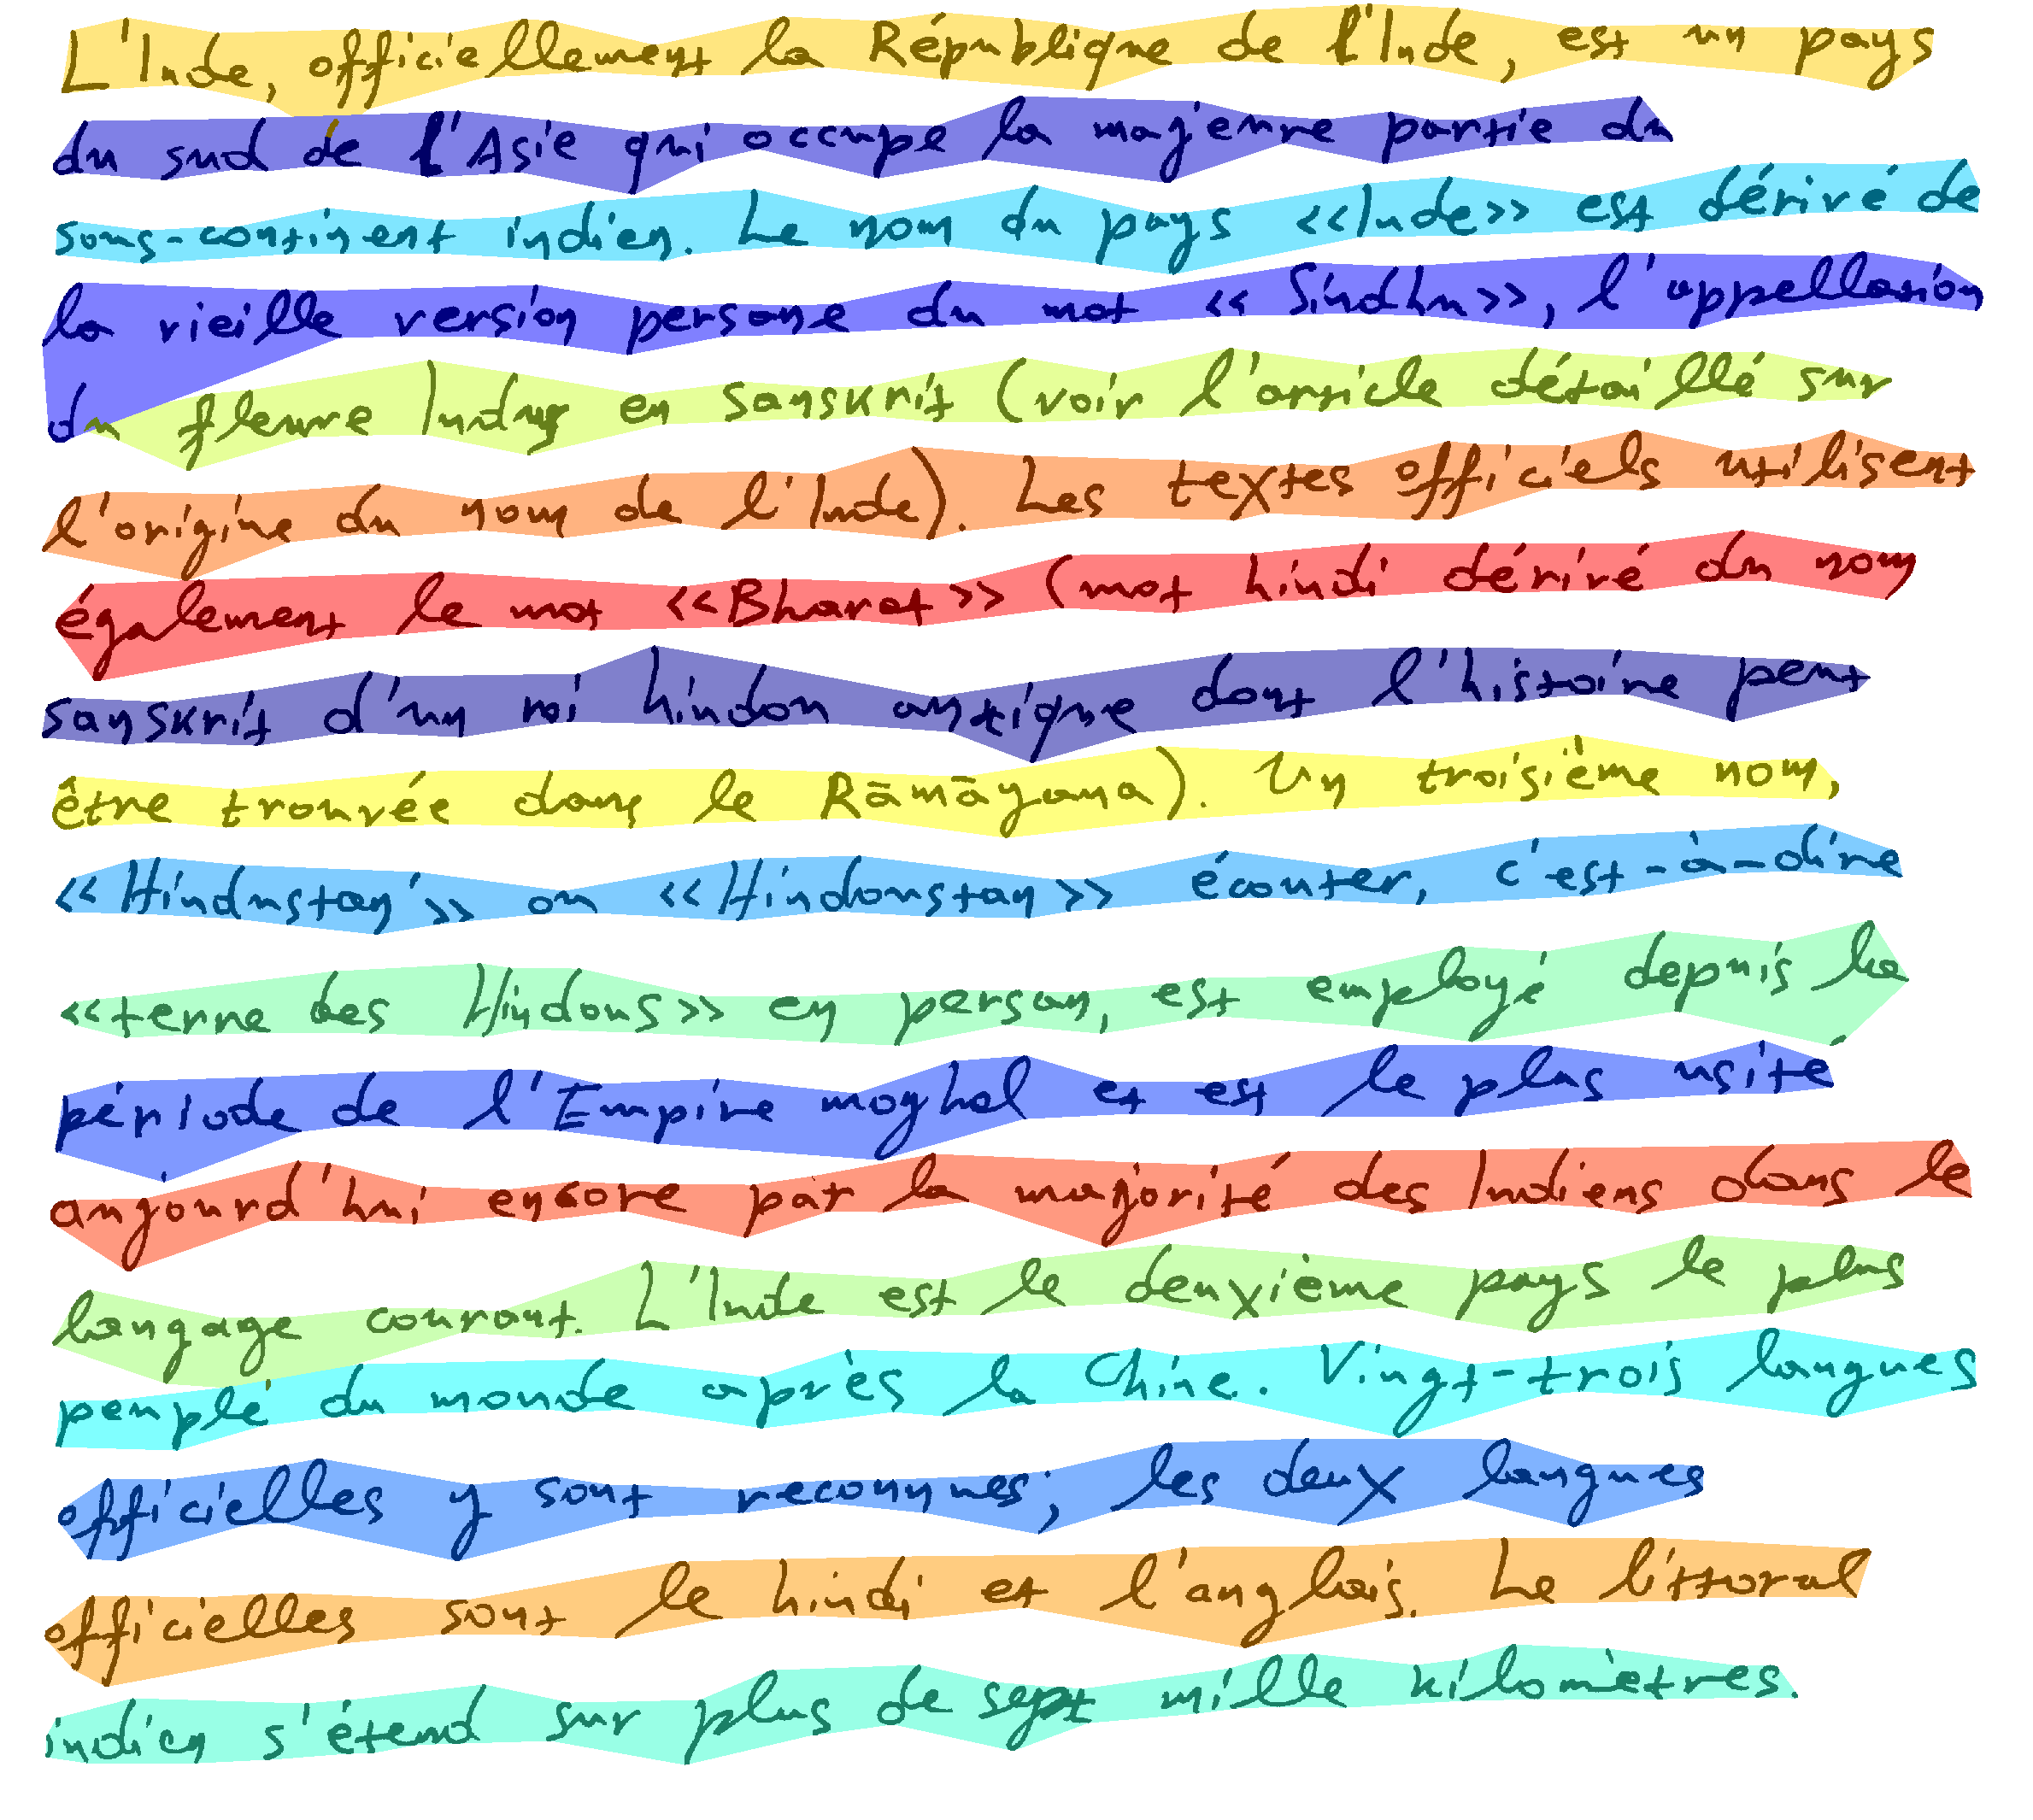 L'Inde, officiellement la République de l'Inde, est un pays
du sud de l'Asie qui occupe la majeure partie du
sous-continent indien. Le nom du pays <<Inde>> est dérivé de
la vieille version persane du mot << Sindhu>>, l'appellation
du fleuve Indus en sanskrit (voir l'article détaillé sur
l'origine du nom de l'Inde). Les textes officiels utilisent
également le mot <<Bharat>> (mot hindi dérivé du nom
sanskrit d'un roi hindou antique dont l'histoire peut
être trouvée dans le Rāmāyana). Un troisième nom,
<<Hindustan>> ou <<Hindoustan>> écouter, c'est-à-dire
<<terre des Hindous>> en persan, est employé depuis la
période de l'Empire moghol et est le plus usité
aujourd'hui encore par la majorité des Indiens dans le
langage courant. L'Inde est le deuxième pays le plus
peuplé du monde après la Chine. Vingt-trois langues
officielles y sont reconnues; les deux langues
officielles sont le hindi et l'anglais. Le littoral
indien s'étend sur plus de sept mille kilomètres.